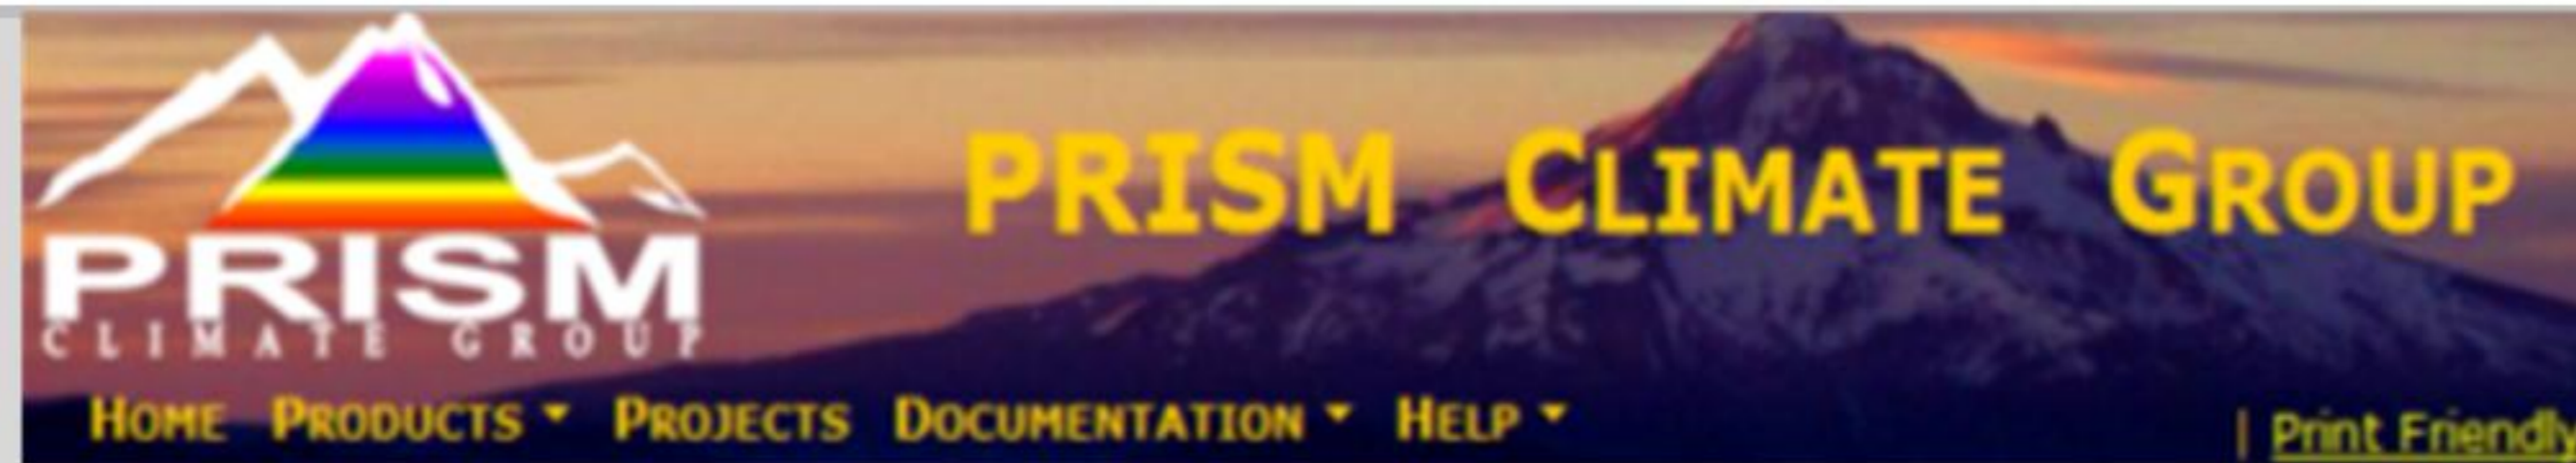 PRISM
CLIMATE GROUP
PRISM CLIMATE GROUP
HOME PRODUCTS PROJECTS DOCUMENTATION HELP
| Print Friendly